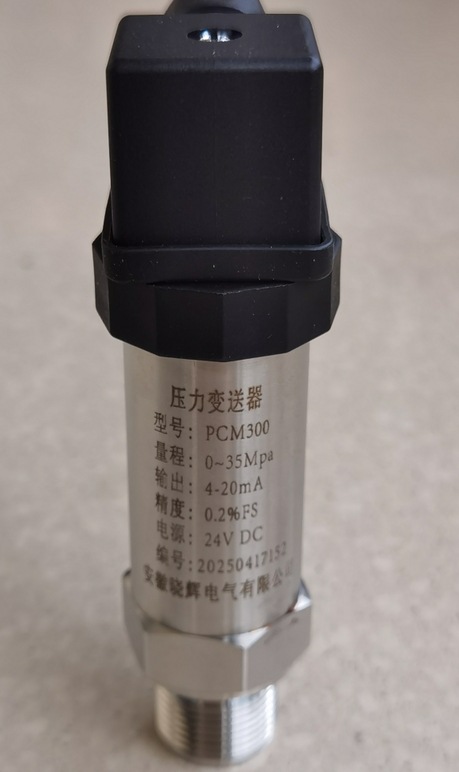 压力变送器
型号: PCM300
量程: 0~35Mpa
输出: 4-20mA
精度: 0.2%FS
电源: 24V DC
编号: 20250417152
安徽晓辉电气有限公司